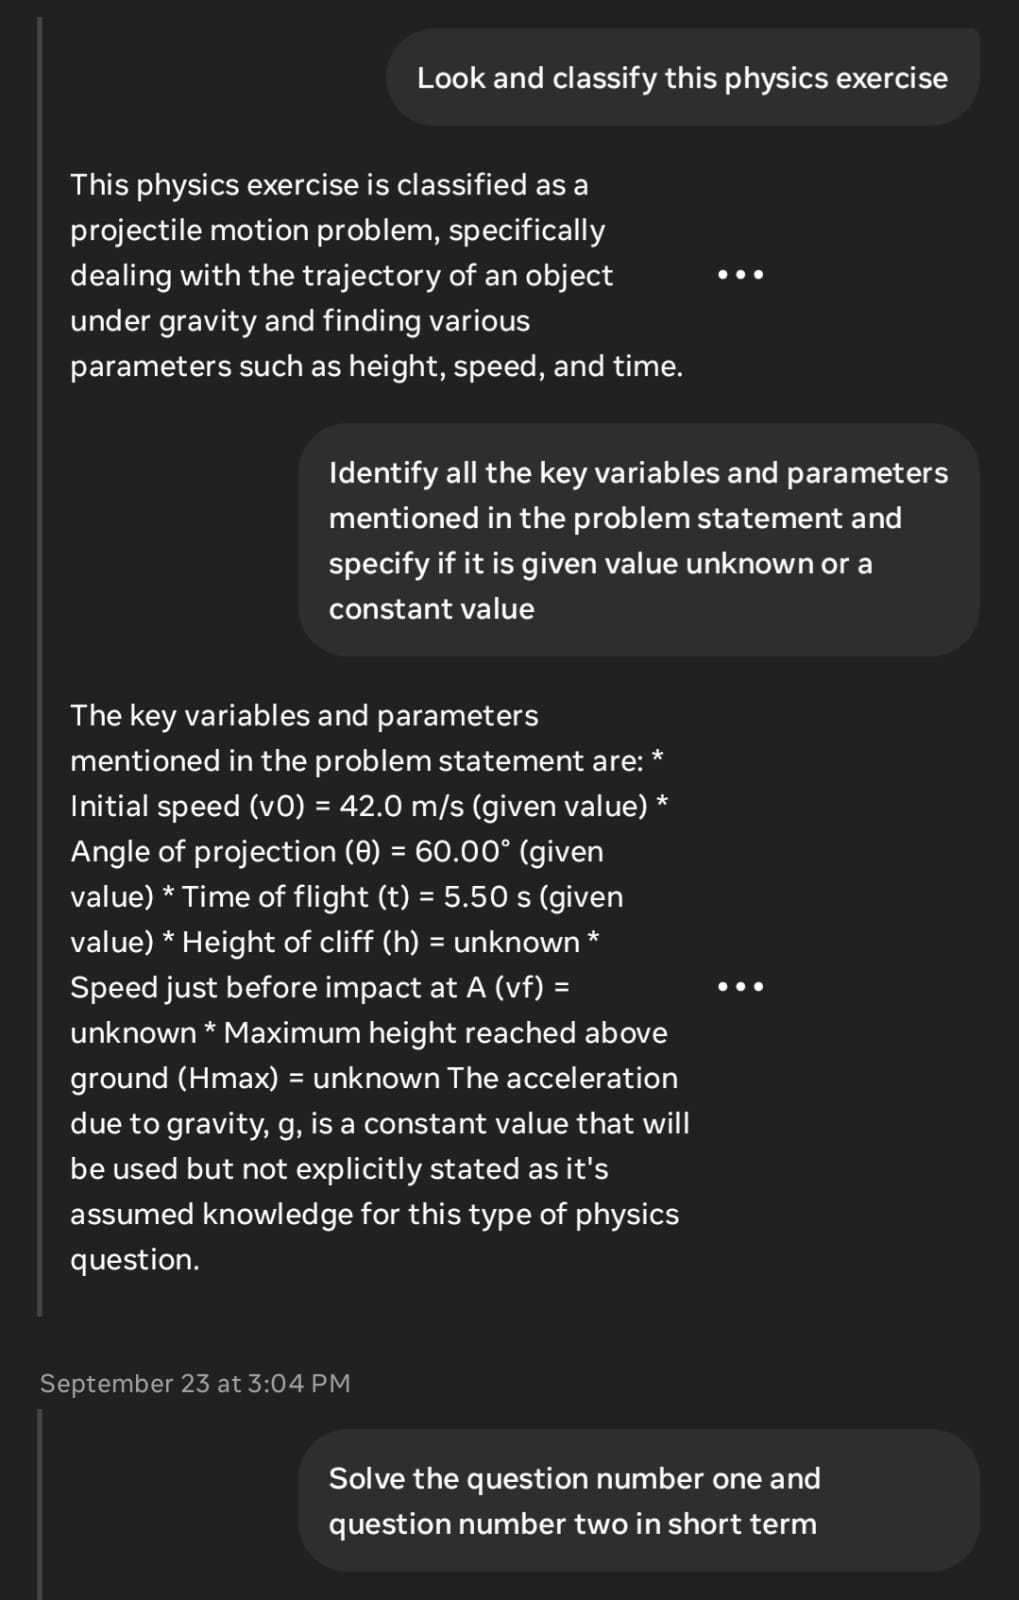 Look and classify this physics exercise
This physics exercise is classified as a
projectile motion problem, specifically
dealing with the trajectory of an object
under gravity and finding various
parameters such as height, speed, and time.
Identify all the key variables and parameters
mentioned in the problem statement and
specify if it is given value unknown or a
constant value
The key variables and parameters
mentioned in the problem statement are: *
Initial speed (v0) = 42.0 m/s (given value) *
Angle of projection (θ) = 60.00° (given
value) * Time of flight (t) = 5.50 s (given
value) * Height of cliff (h) = unknown *
Speed just before impact at A (vf) =
unknown * Maximum height reached above
ground (Hmax) = unknown The acceleration
due to gravity, g, is a constant value that will
be used but not explicitly stated as it's
assumed knowledge for this type of physics
question.
September 23 at 3:04 PM
Solve the question number one and
question number two in short term